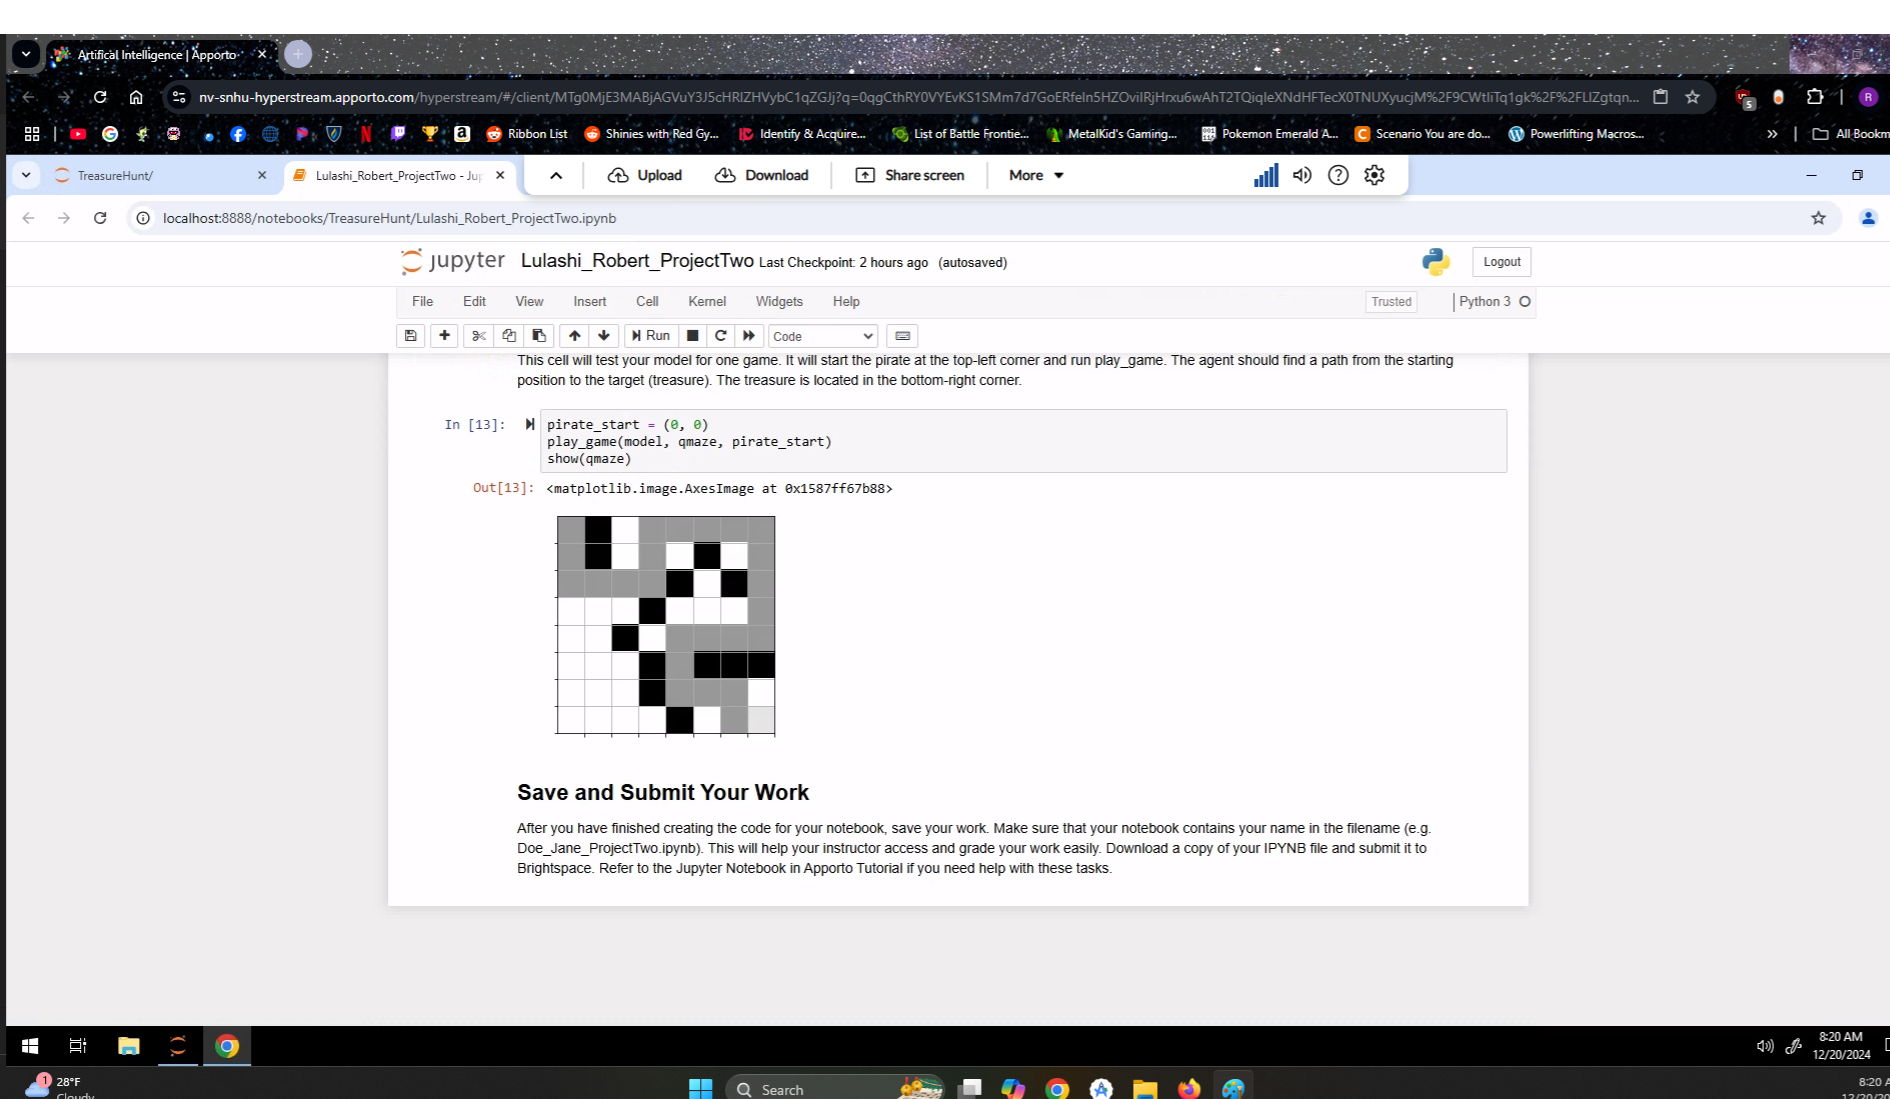 Artifical Intelligence | Apporto
nv-snhu-hyperstream.apporto.com/hyperstream/#/client/MTg0MjE3MABjAGVuY3J5cHRlZHVybC1qZGJj?q=
5
R
Ribbon List
Shinies with Red Gy...
Identify & Acquire...
List of Battle Frontie...
MetalKid's Gaming...
Pokemon Emerald A...
Scenario You are do...
Powerlifting Macros...
»
All Bookm
TreasureHunt/
Lulashi_Robert_ProjectTwo - Ju
Upload
Download
Share screen
More
localhost:8888/notebooks/TreasureHunt/Lulashi_Robert_ProjectTwo.ipynb
jupyter Lulashi_Robert_ProjectTwo Last Checkpoint: 2 hours ago (autosaved)
Logout
File Edit View Insert Cell Kernel Widgets Help
Trusted
Python 3
Run
Code
This cell will test your model for one game. It will start the pirate at the top-left corner and run play_game. The agent should find a path from the starting
position to the target (treasure). The treasure is located in the bottom-right corner.
In [13]:
pirate_start = (0, 0)
play_game(model, qmaze, pirate_start)
show(qmaze)
Out[13]: <matplotlib.image.AxesImage at 0x1587ff67b88>
Save and Submit Your Work
After you have finished creating the code for your notebook, save your work. Make sure that your notebook contains your name in the filename (e.g.
Doe_Jane_ProjectTwo.ipynb). This will help your instructor access and grade your work easily. Download a copy of your IPYNB file and submit it to
Brightspace. Refer to the Jupyter Notebook in Apporto Tutorial if you need help with these tasks.
8:20 AM
12/20/2024
1
28°F
Cloudy
Search
8:20 A